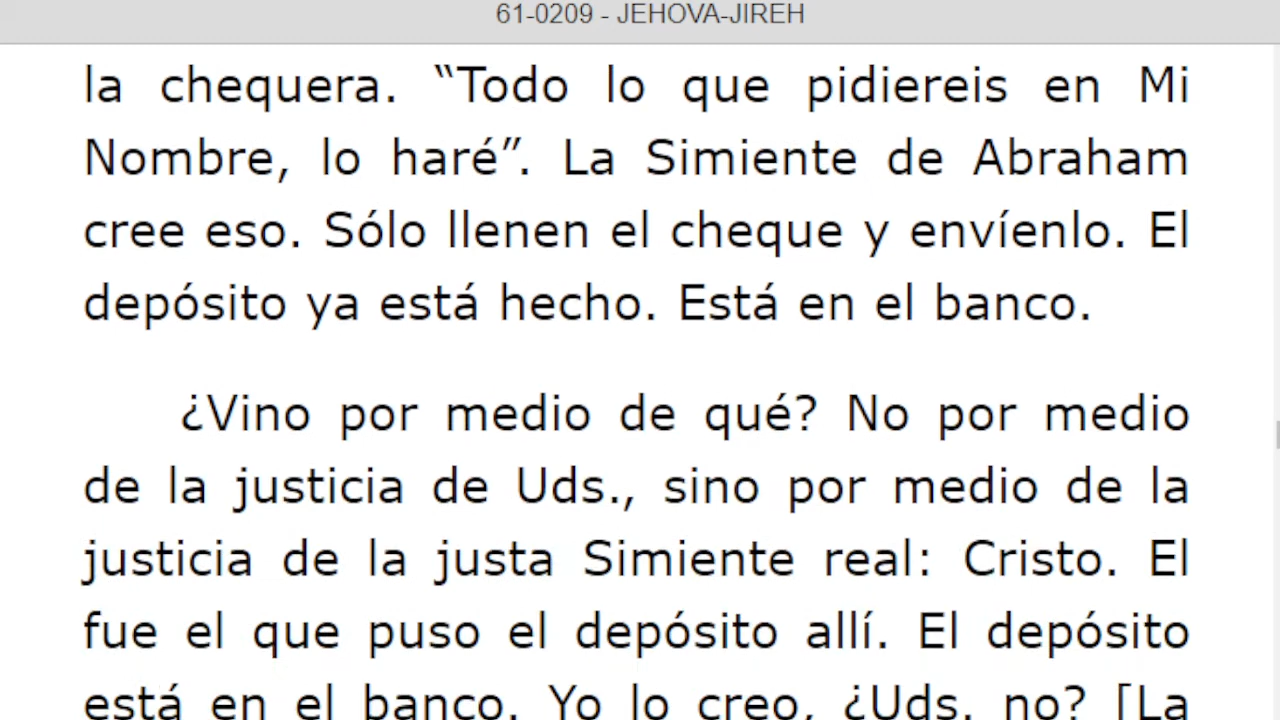 61-0209 - JEHOVA-JIREH
la chequera. “Todo lo que pidiereis en Mi
Nombre, lo haré”. La Simiente de Abraham
cree eso. Sólo llenen el cheque y envíenlo. El
depósito ya está hecho. Está en el banco.
¿Vino por medio de qué? No por medio
de la justicia de Uds., sino por medio de la
justicia de la justa Simiente real: Cristo. El
fue el que puso el depósito allí. El depósito
está en el banco. Yo lo creo, ¿Uds. no? [La